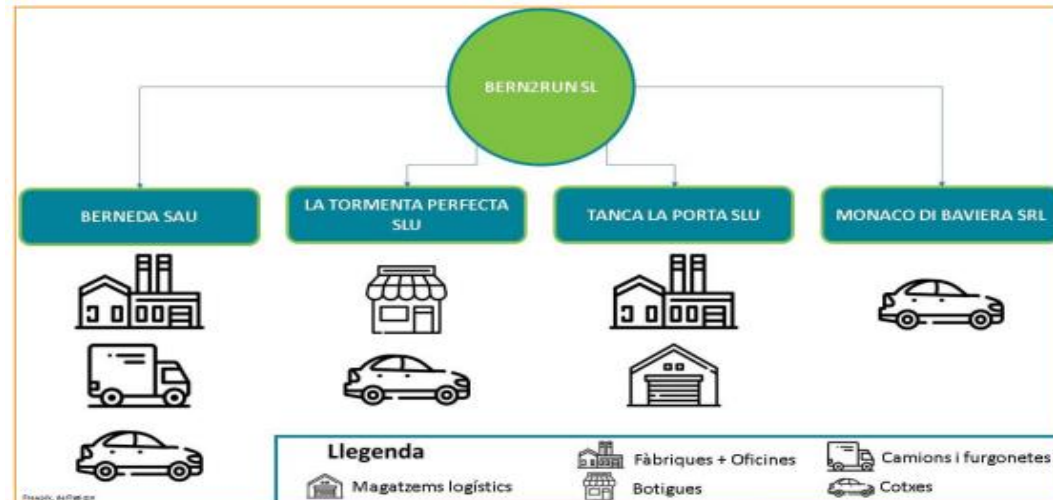 BERN2RUN SL
BERNEDA SAU
LA TORMENTA PERFECTA
SLU
TANCA LA PORTA SLU
MONACO DI BAVIERA SRL
Llegenda
Magatzems logístics
Fàbriques + Oficines
Botigues
Camions i furgonetes
Cotxes